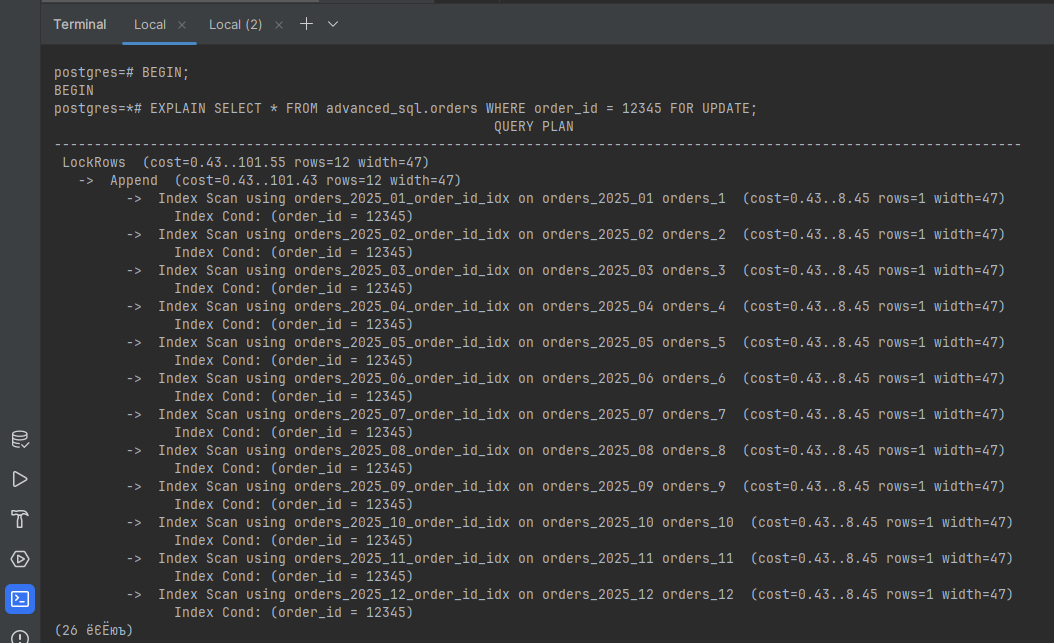 Terminal Local × Local (2) ×
postgres=# BEGIN;
BEGIN
postgres=*# EXPLAIN SELECT * FROM advanced_sql.orders WHERE order_id = 12345 FOR UPDATE;
QUERY PLAN
-------------------------------------------------------------------------------------------------------------------------
LockRows (cost=0.43..101.55 rows=12 width=47)
-> Append (cost=0.43..101.43 rows=12 width=47)
-> Index Scan using orders_2025_01_order_id_idx on orders_2025_01 orders_1 (cost=0.43..8.45 rows=1 width=47)
Index Cond: (order_id = 12345)
-> Index Scan using orders_2025_02_order_id_idx on orders_2025_02 orders_2 (cost=0.43..8.45 rows=1 width=47)
Index Cond: (order_id = 12345)
-> Index Scan using orders_2025_03_order_id_idx on orders_2025_03 orders_3 (cost=0.43..8.45 rows=1 width=47)
Index Cond: (order_id = 12345)
-> Index Scan using orders_2025_04_order_id_idx on orders_2025_04 orders_4 (cost=0.43..8.45 rows=1 width=47)
Index Cond: (order_id = 12345)
-> Index Scan using orders_2025_05_order_id_idx on orders_2025_05 orders_5 (cost=0.43..8.45 rows=1 width=47)
Index Cond: (order_id = 12345)
-> Index Scan using orders_2025_06_order_id_idx on orders_2025_06 orders_6 (cost=0.43..8.45 rows=1 width=47)
Index Cond: (order_id = 12345)
-> Index Scan using orders_2025_07_order_id_idx on orders_2025_07 orders_7 (cost=0.43..8.45 rows=1 width=47)
Index Cond: (order_id = 12345)
-> Index Scan using orders_2025_08_order_id_idx on orders_2025_08 orders_8 (cost=0.43..8.45 rows=1 width=47)
Index Cond: (order_id = 12345)
-> Index Scan using orders_2025_09_order_id_idx on orders_2025_09 orders_9 (cost=0.43..8.45 rows=1 width=47)
Index Cond: (order_id = 12345)
-> Index Scan using orders_2025_10_order_id_idx on orders_2025_10 orders_10 (cost=0.43..8.45 rows=1 width=47)
Index Cond: (order_id = 12345)
-> Index Scan using orders_2025_11_order_id_idx on orders_2025_11 orders_11 (cost=0.43..8.45 rows=1 width=47)
Index Cond: (order_id = 12345)
-> Index Scan using orders_2025_12_order_id_idx on orders_2025_12 orders_12 (cost=0.43..8.45 rows=1 width=47)
Index Cond: (order_id = 12345)
(26 ёЄЁюъ)